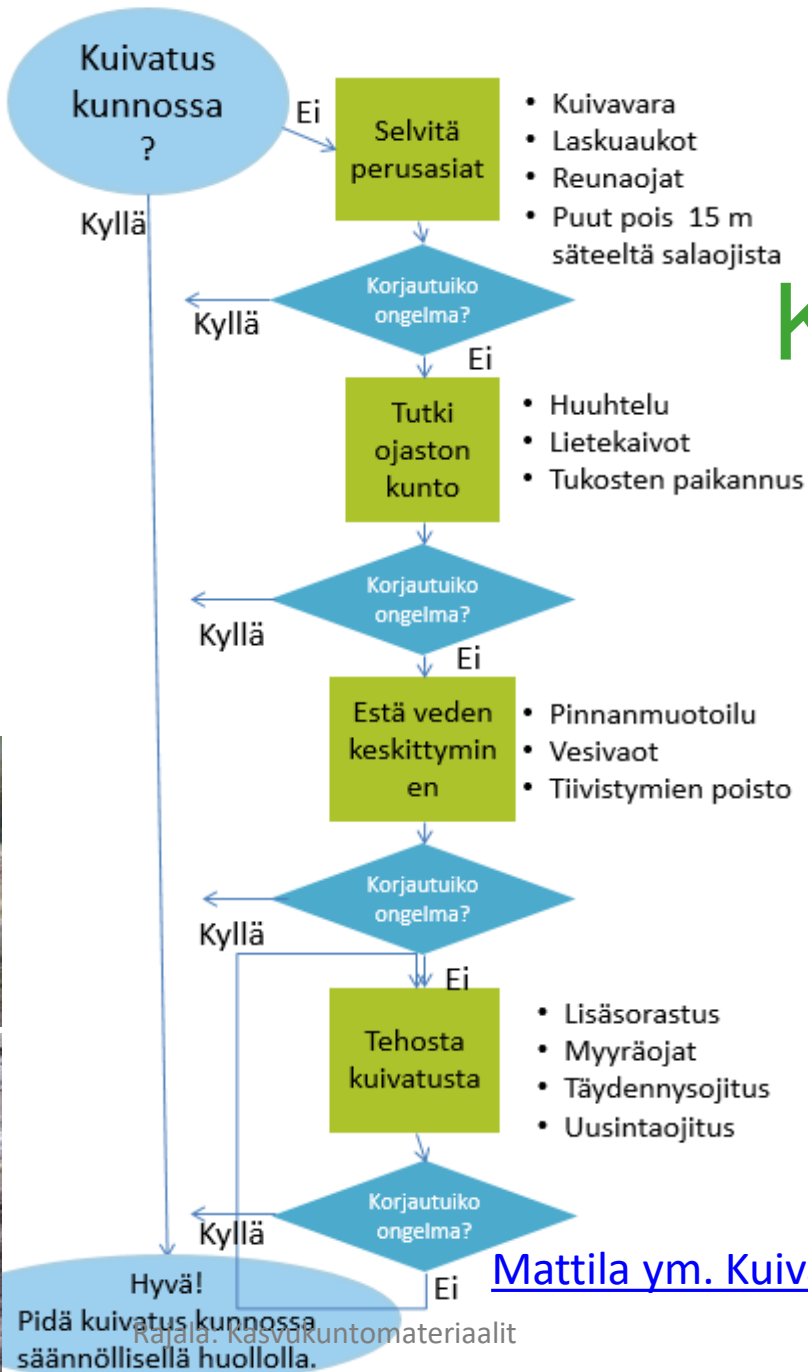 Kuivatus
kunnossa
?
Ei
Kyllä
Selvitä
perusasiat
• Kuivavara
• Laskuaukot
• Reunaojat
• Puut pois 15 m
säteeltä salaojista
Korjautuiko
ongelma?
Kyllä
Ei
Tutki
ojaston
kunto
• Huuhtelu
• Lietekaivot
• Tukosten paikannus
Korjautuiko
ongelma?
Kyllä
Ei
Estä veden
keskittymin
en
• Pinnanmuotoilu
• Vesivaot
• Tiivistymien poisto
Korjautuiko
ongelma?
Kyllä
Ei
Tehosta
kuivatusta
• Lisäsorastus
• Myyräojat
• Täydennysojitus
• Uusintaojitus
Korjautuiko
ongelma?
Kyllä
Ei
Mattila ym. Kuiv
Hyvä!
Pidä kuivatus kunnossa
säännöllisellä huollolla.
Rajala: Kasvukuntomateriaalit